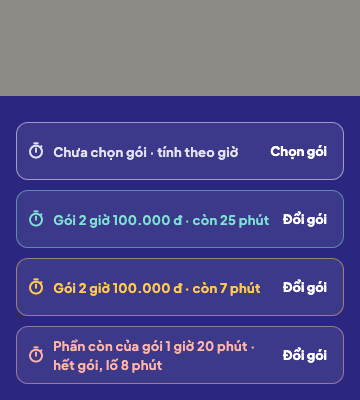 Chưa chọn gói · tính theo giờ Chọn gói
Gói 2 giờ 100.000 đ · còn 25 phút Đổi gói
Gói 2 giờ 100.000 đ · còn 7 phút Đổi gói
Phần còn của gói 1 giờ 20 phút ·
hết gói, lố 8 phút Đổi gói